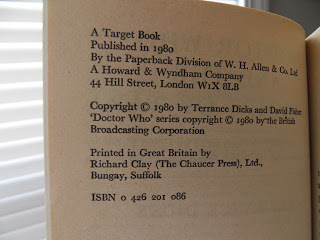 A Target Book
Published in 1980
By the Paperback Division of W. H. Allen & Co. Ltd
A Howard & Wyndham Company
44 Hill Street, London W1X 8LB
Copyright © 1980 by Terrance Dicks and David Fisher
'Doctor Who' series copyright © 1980 by the British
Broadcasting Corporation
Printed in Great Britain by
Richard Clay (The Chaucer Press), Ltd.,
Bungay, Suffolk
ISBN 0 426 201 086